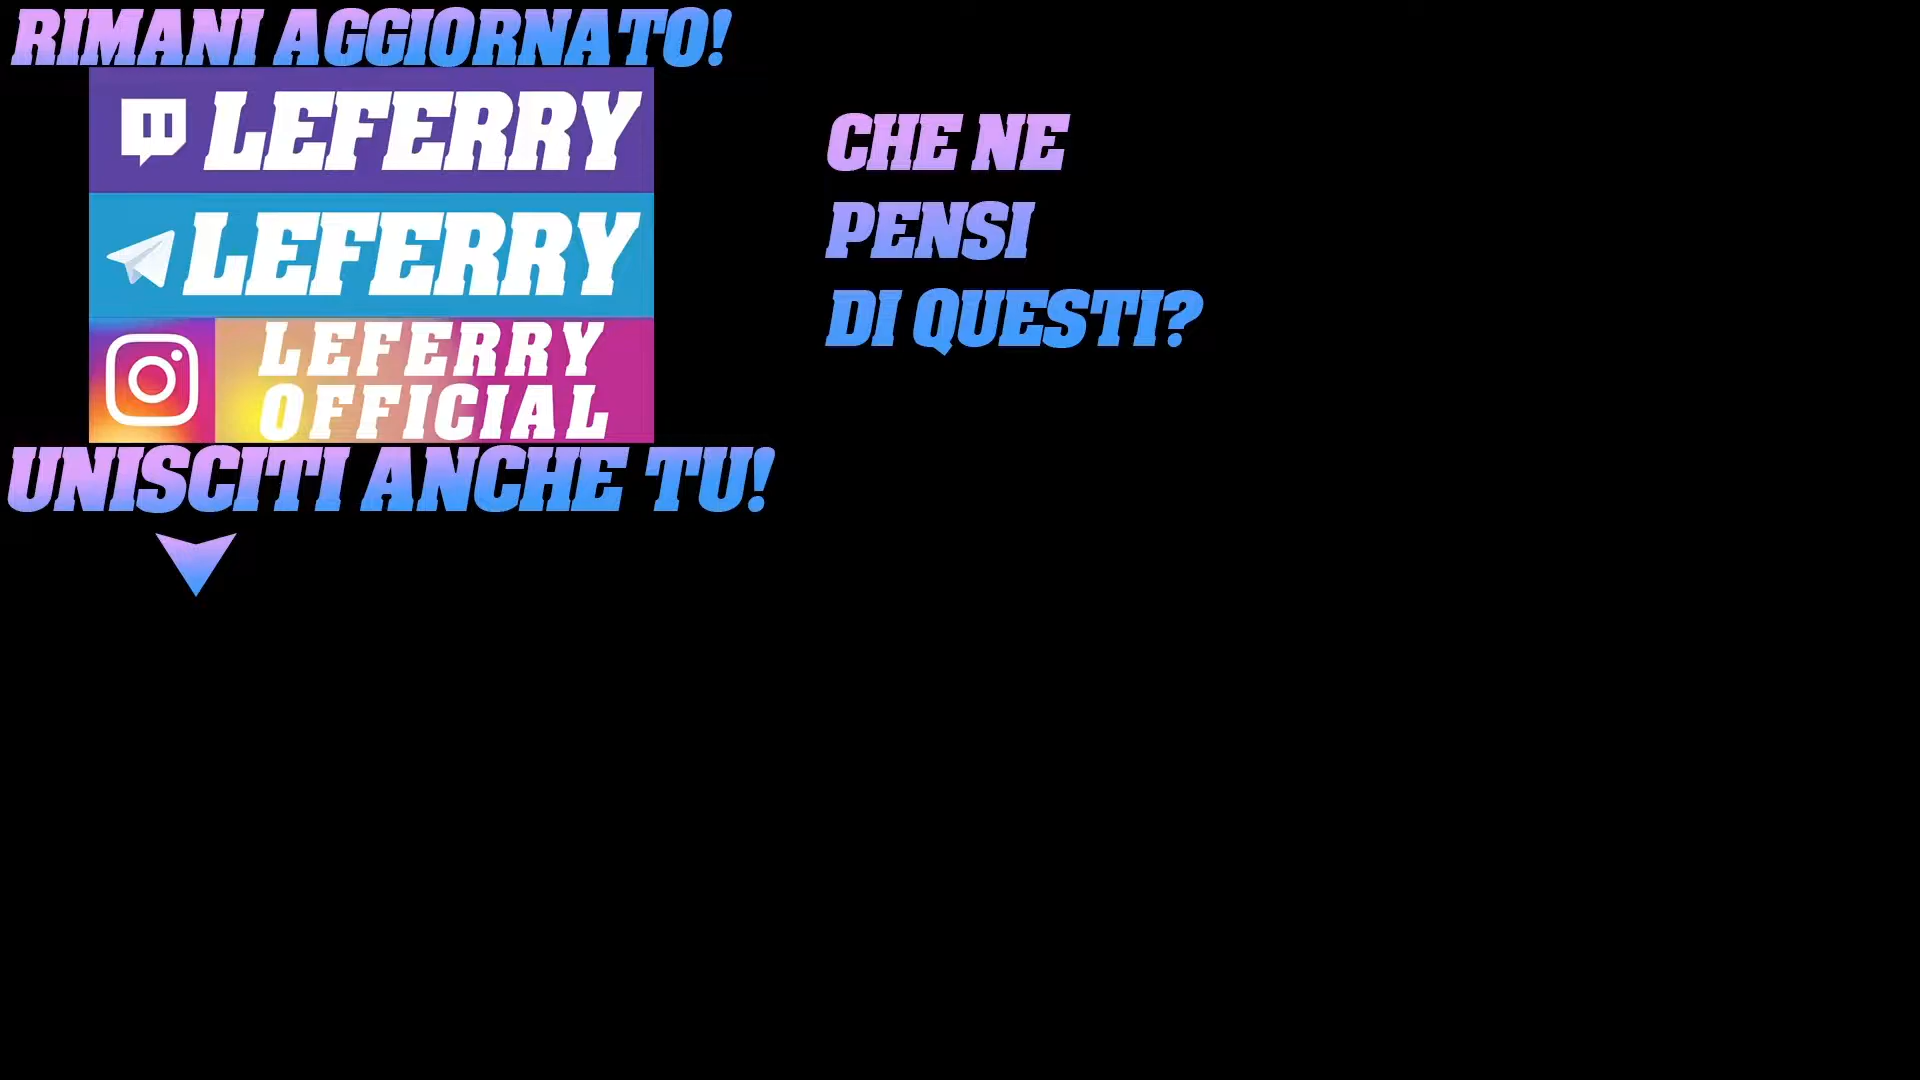 RIMANI AGGIORNATO!
LEFERRY
LEFERRY
LEFERRY
OFFICIAL
UNISCITI ANCHE TU!
CHE NE
PENSI
DI QUESTI?